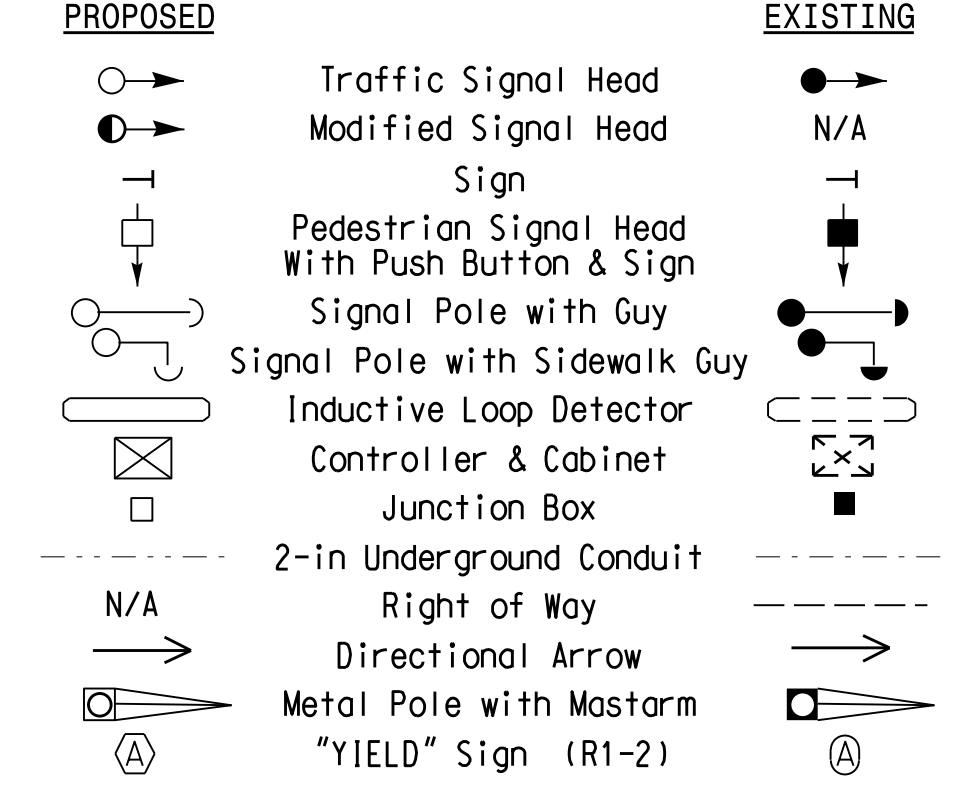 PROPOSED EXISTING
Traffic Signal Head
Modified Signal Head N/A
Sign
Pedestrian Signal Head
With Push Button & Sign
Signal Pole with Guy
Signal Pole with Sidewalk Guy
Inductive Loop Detector
Controller & Cabinet
Junction Box
2-in Underground Conduit
N/A Right of Way
Directional Arrow
Metal Pole with Mastarm
A "YIELD" Sign (R1-2) A